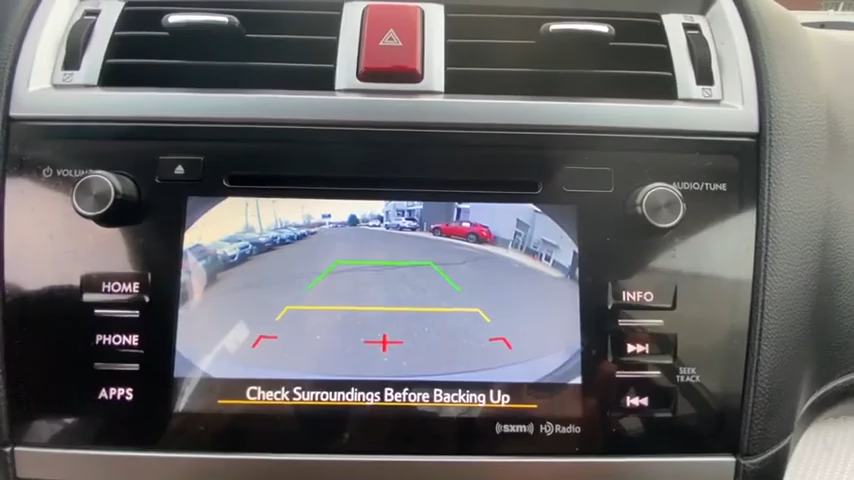 VOLUME
AUDIO/TUNE
HOME
PHONE
APPS
INFO
SEEK
TRACK
Check Surroundings Before Backing Up
((sxm))
HD Radio